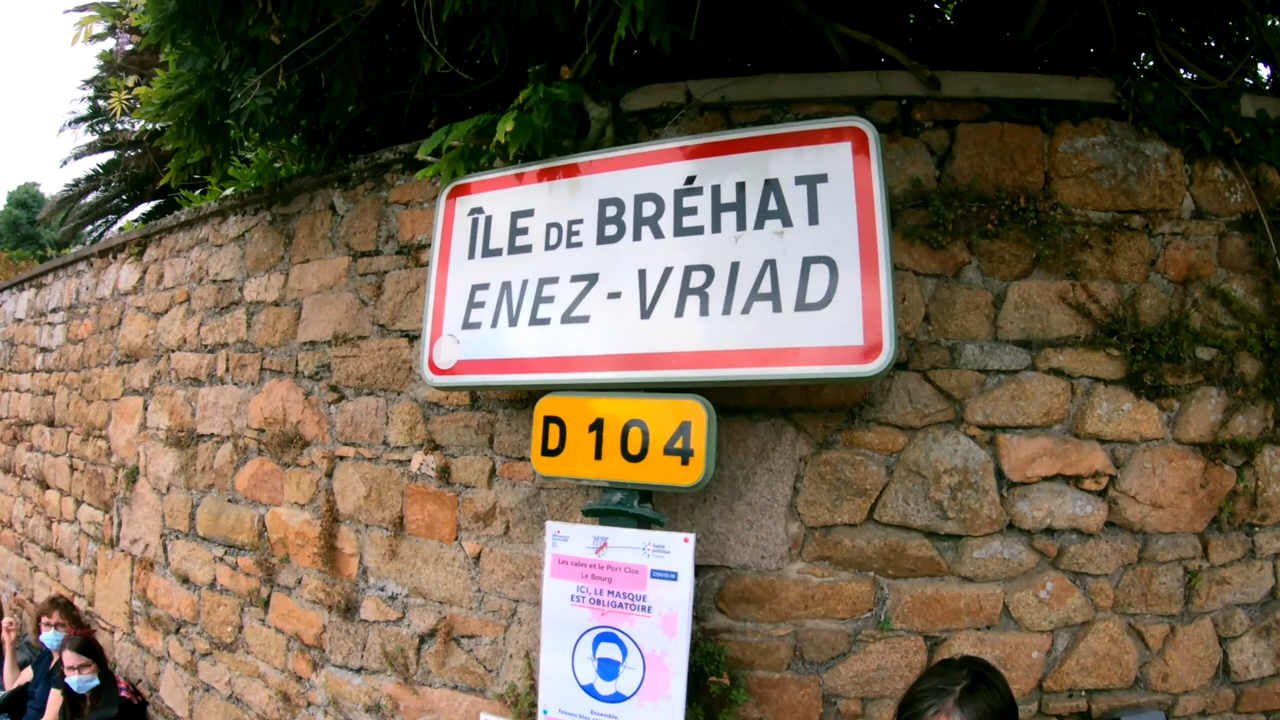 ÎLE DE BRÉHAT
ENEZ-VRIAD
D 104
Les cales et le Port Clos
Le Bourg
COVID-19
ICI, LE MASQUE
EST OBLIGATOIRE
Ensemble,